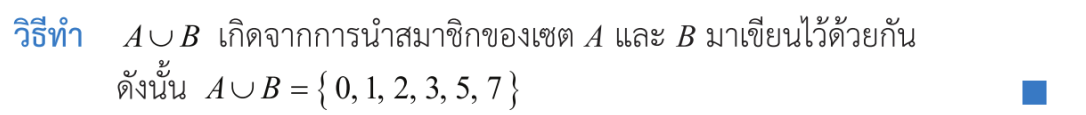 วิธีทำ A ∪ B เกิดจากการนำสมาชิกของเซต A และ B มาเขียนไว้ด้วยกัน
ดังนั้น A ∪ B = { 0, 1, 2, 3, 5, 7 }